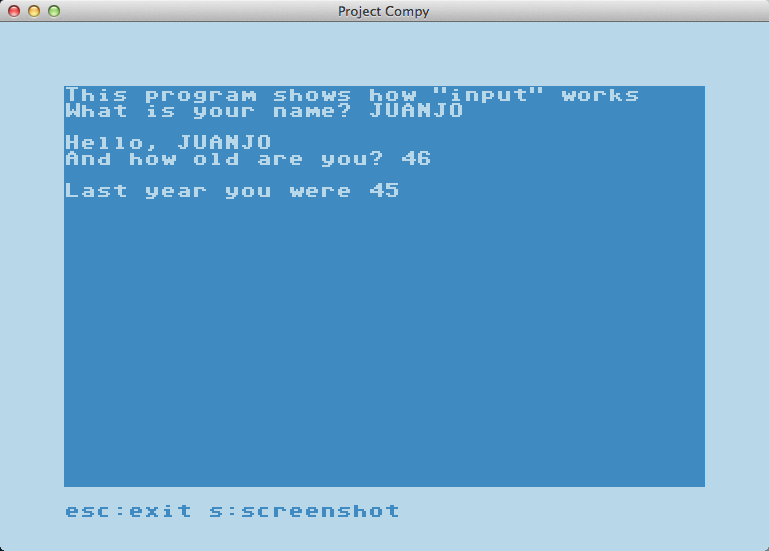 Project Compy
This program shows how "input" works
What is your name? JUANJO
Hello, JUANJO
And how old are you? 46
Last year you were 45
esc:exit s:screenshot